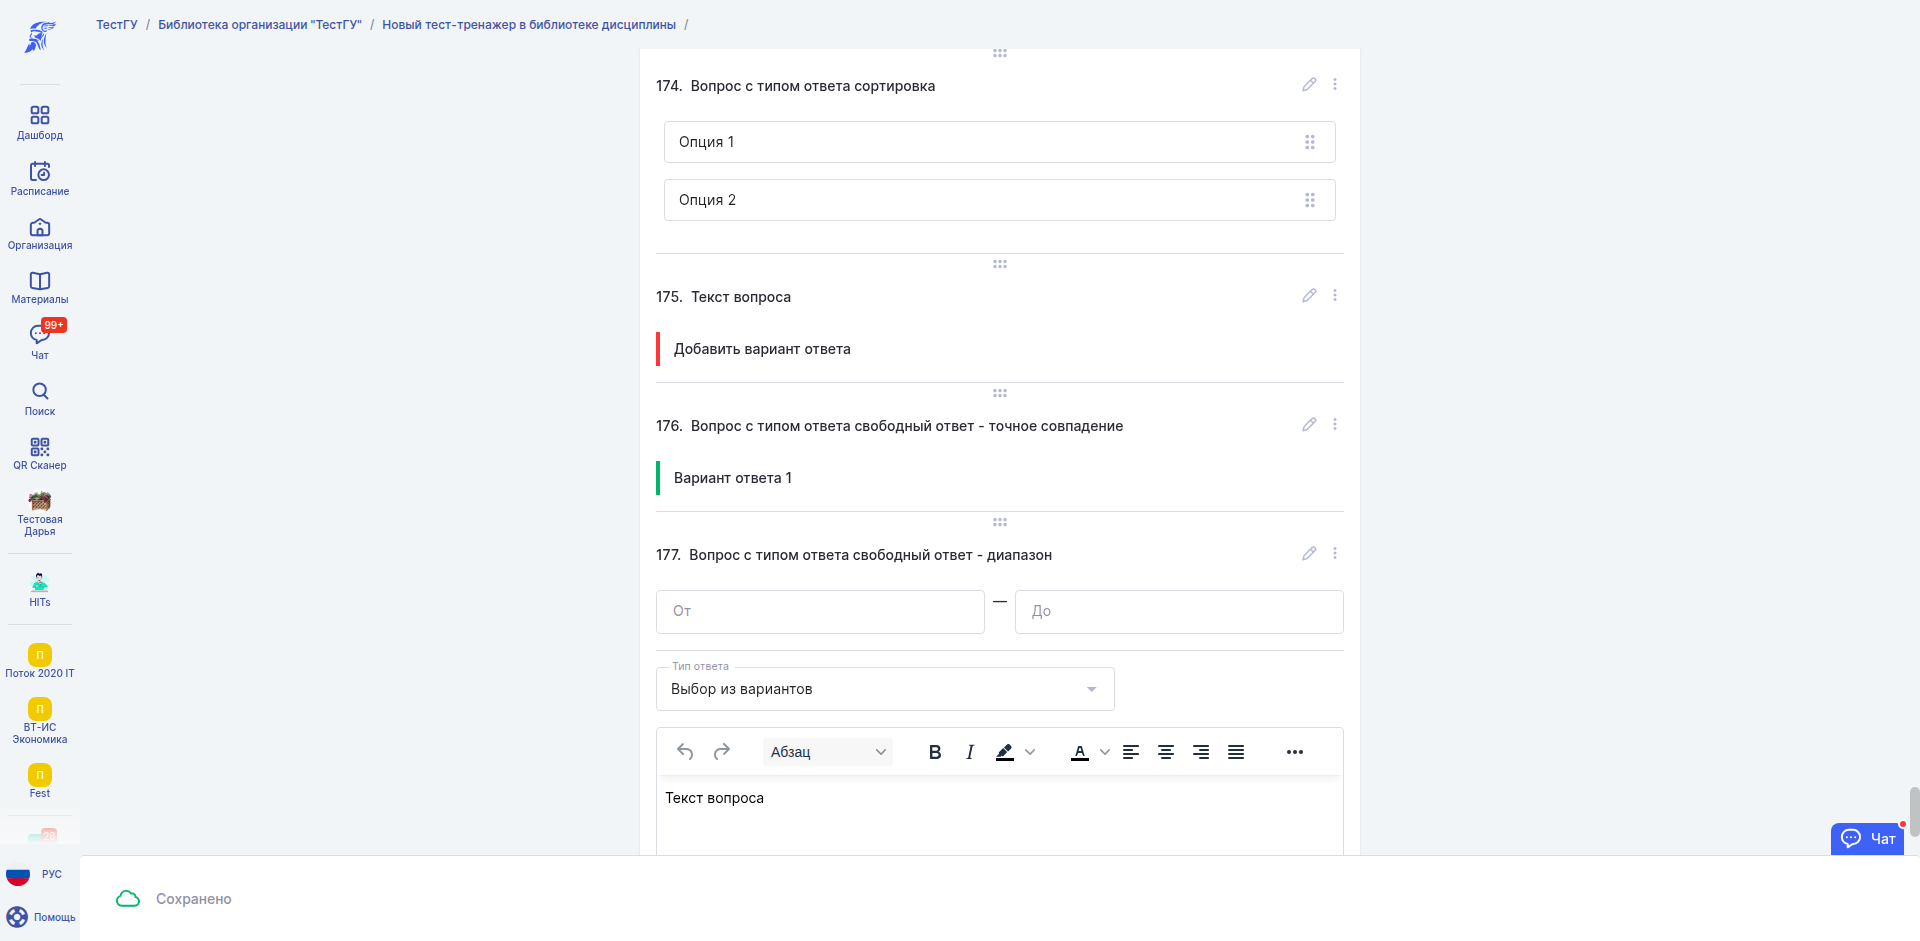 ТестГУ / Библиотека организации "ТестГУ" / Новый тест-тренажер в библиотеке дисциплины /
Дашборд
Расписание
Организация
Материалы
99+
Чат
Поиск
QR Сканер
Тестовая
Дарья
HITs
П
Поток 2020 IT
П
ВТ-ИС
Экономика
П
Fest
28
РУС
Помощь
174. Вопрос с типом ответа сортировка
Опция 1
Опция 2
175. Текст вопроса
Добавить вариант ответа
176. Вопрос с типом ответа свободный ответ - точное совпадение
Вариант ответа 1
177. Вопрос с типом ответа свободный ответ - диапазон
От — До
Тип ответа
Выбор из вариантов
Абзац B I A
Текст вопроса
Чат
Сохранено